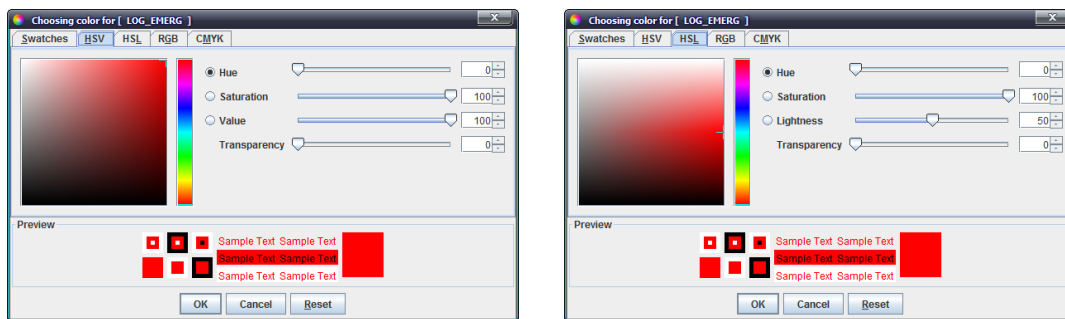 Choosing color for [ LOG_EMERG ]
X
Swatches HSV HSL RGB CMYK
Hue 0
Saturation 100
Value 100
Transparency 0
Preview
Sample Text Sample Text
Sample Text Sample Text
Sample Text Sample Text
OK Cancel Reset
Choosing color for [ LOG_EMERG ]
X
Swatches HSV HSL RGB CMYK
Hue 0
Saturation 100
Lightness 50
Transparency 0
Preview
Sample Text Sample Text
Sample Text Sample Text
Sample Text Sample Text
OK Cancel Reset